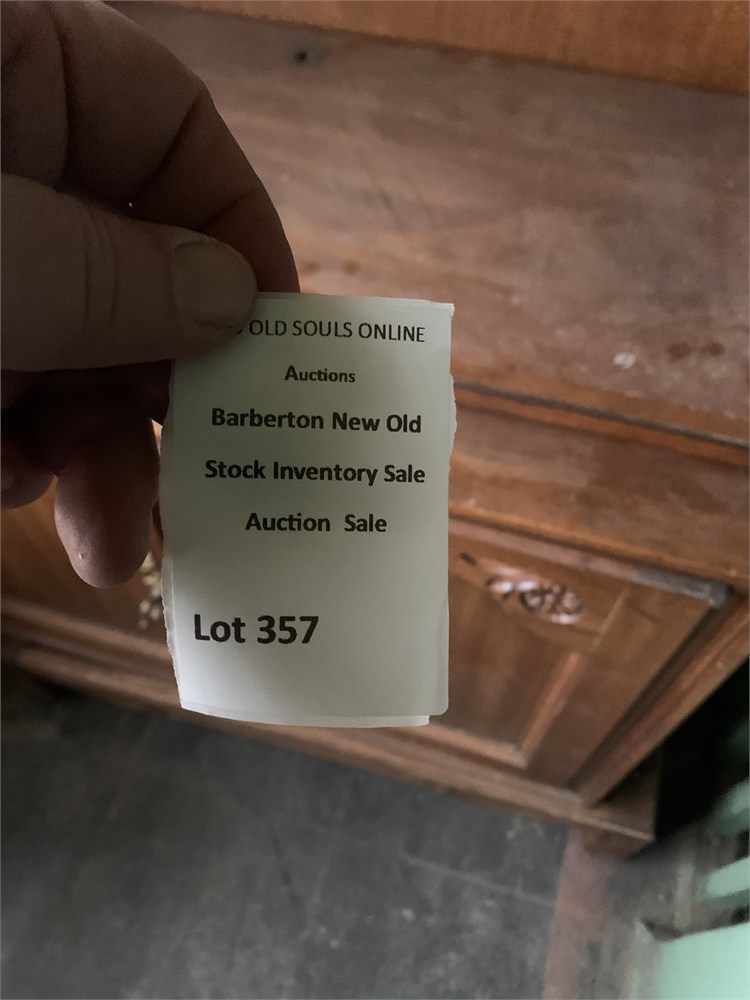 OLD SOULS ONLINE
Auctions
Barberton New Old
Stock Inventory Sale
Auction Sale
Lot 357